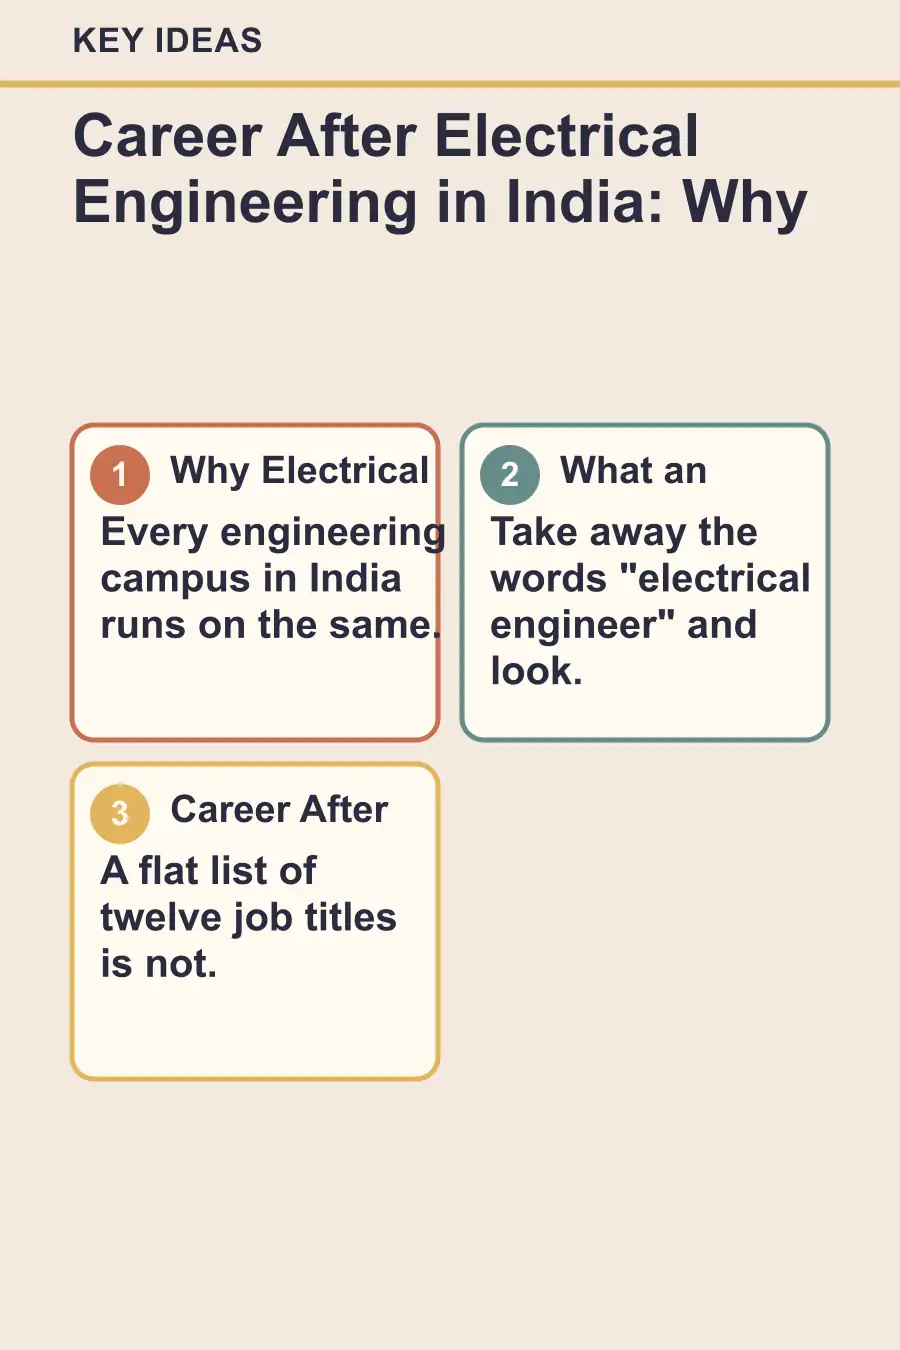 KEY IDEAS
Career After Electrical
Engineering in India: Why
1
Why Electrical
Every engineering
campus in India
runs on the same.
2
What an
Take away the
words "electrical
engineer" and
look.
3
Career After
A flat list of
twelve job titles
is not.